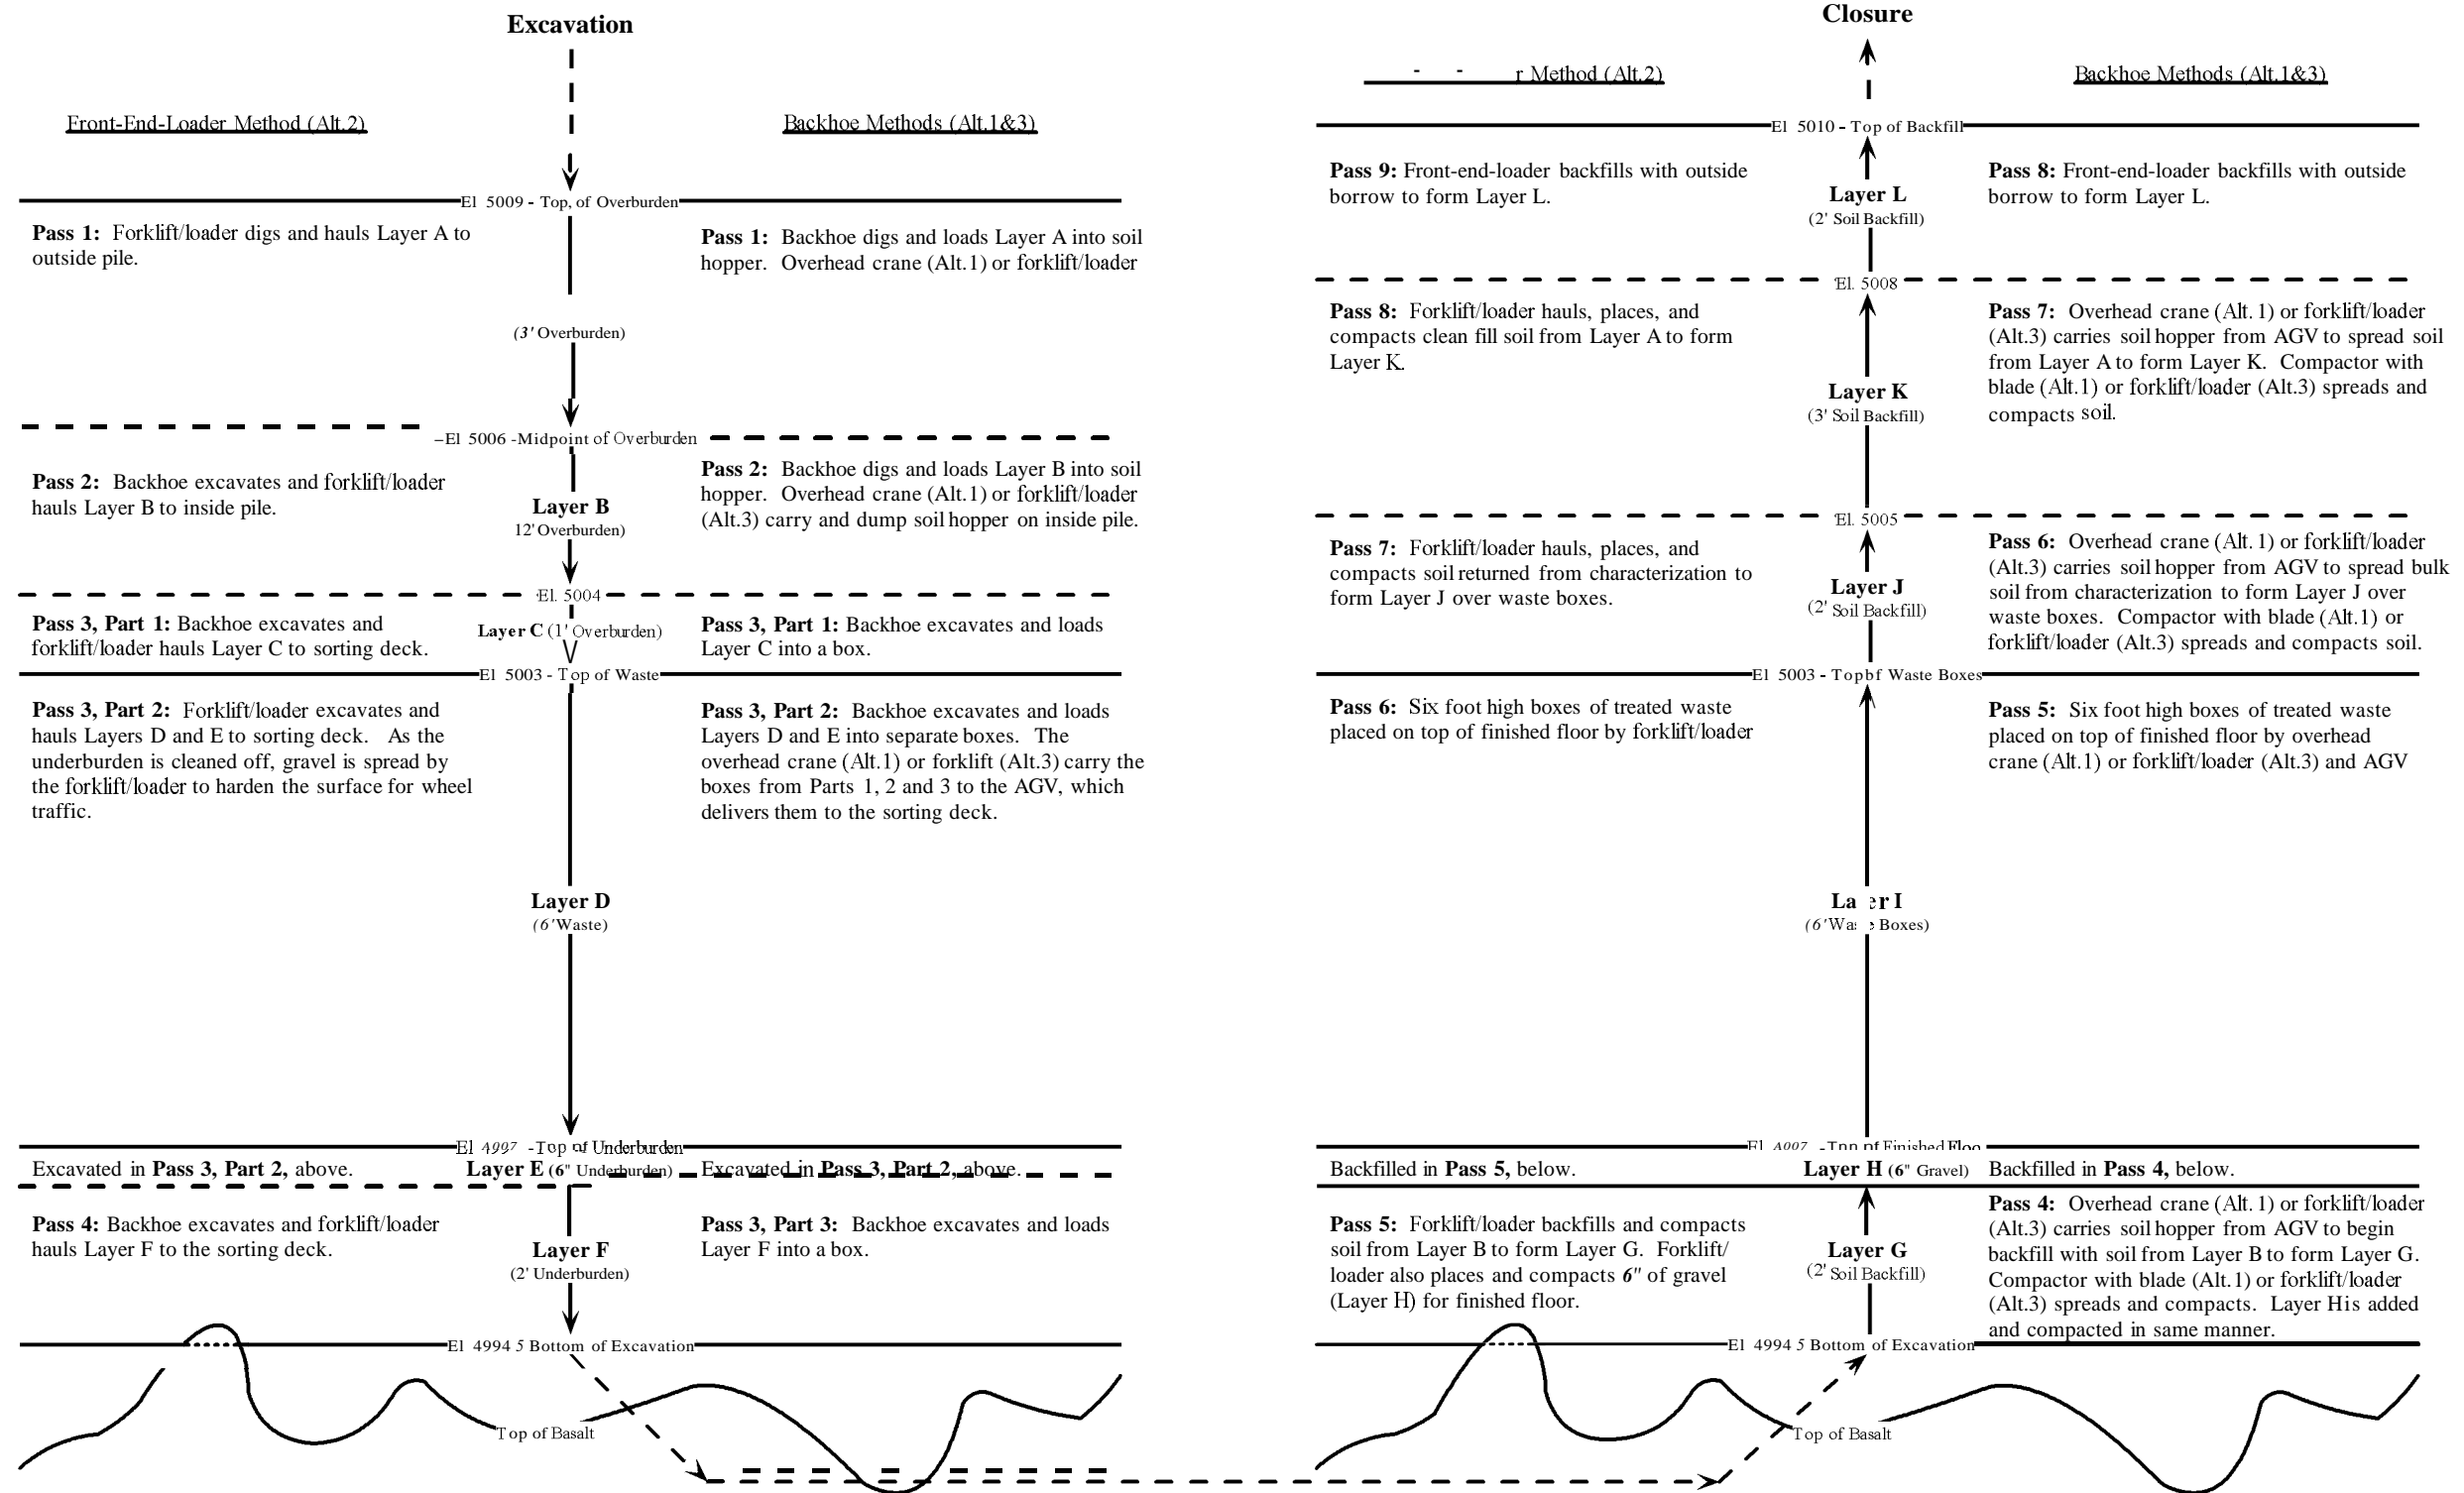 Excavation
Front-End-Loader Method (Alt.2)
Backhoe Methods (Alt.1&3)
El 5009 - Top, of Overburden
Pass 1: Forklift/loader digs and hauls Layer A to
outside pile.
Pass 1: Backhoe digs and loads Layer A into soil
hopper. Overhead crane (Alt.1) or forklift/loader
(3' Overburden)
–El 5006 -Midpoint of Overburden
Pass 2: Backhoe excavates and forklift/loader
hauls Layer B to inside pile.
Layer B
12' Overburden)
Pass 2: Backhoe digs and loads Layer B into soil
hopper. Overhead crane (Alt.1) or forklift/loader
(Alt.3) carry and dump soil hopper on inside pile.
El. 5004
Pass 3, Part 1: Backhoe excavates and
forklift/loader hauls Layer C to sorting deck.
Layer C (1' Overburden)
Pass 3, Part 1: Backhoe excavates and loads
Layer C into a box.
El 5003 - Top of Waste
Pass 3, Part 2: Forklift/loader excavates and
hauls Layers D and E to sorting deck. As the
underburden is cleaned off, gravel is spread by
the forklift/loader to harden the surface for wheel
traffic.
Pass 3, Part 2: Backhoe excavates and loads
Layers D and E into separate boxes. The
overhead crane (Alt.1) or forklift (Alt.3) carry the
boxes from Parts 1, 2 and 3 to the AGV, which
delivers them to the sorting deck.
Layer D
(6' Waste)
El 4997 -Top of Underburden
Excavated in Pass 3, Part 2, above.
Layer E (6" Underburden)
Excavated in Pass 3, Part 2, above.
Pass 4: Backhoe excavates and forklift/loader
hauls Layer F to the sorting deck.
Layer F
(2' Underburden)
Pass 3, Part 3: Backhoe excavates and loads
Layer F into a box.
El 4994 5 Bottom of Excavation
Top of Basalt
Closure
r Method (Alt.2)
Backhoe Methods (Alt.1&3)
El 5010 - Top of Backfill
Pass 9: Front-end-loader backfills with outside
borrow to form Layer L.
Layer L
(2' Soil Backfill)
Pass 8: Front-end-loader backfills with outside
borrow to form Layer L.
El. 5008
Pass 8: Forklift/loader hauls, places, and
compacts clean fill soil from Layer A to form
Layer K.
Layer K
(3' Soil Backfill)
Pass 7: Overhead crane (Alt. 1) or forklift/loader
(Alt.3) carries soil hopper from AGV to spread soil
from Layer A to form Layer K. Compactor with
blade (Alt.1) or forklift/loader (Alt.3) spreads and
compacts soil.
El. 5005
Pass 7: Forklift/loader hauls, places, and
compacts soil returned from characterization to
form Layer J over waste boxes.
Layer J
(2' Soil Backfill)
Pass 6: Overhead crane (Alt. 1) or forklift/loader
(Alt.3) carries soil hopper from AGV to spread bulk
soil from characterization to form Layer J over
waste boxes. Compactor with blade (Alt.1) or
forklift/loader (Alt.3) spreads and compacts soil.
El 5003 - Top bf Waste Boxes
Pass 6: Six foot high boxes of treated waste
placed on top of finished floor by forklift/loader
Pass 5: Six foot high boxes of treated waste
placed on top of finished floor by overhead
crane (Alt.1) or forklift/loader (Alt.3) and AGV
La er I
(6' Wa e Boxes)
El 4997 -Top of Finished Floo
Backfilled in Pass 5, below.
Layer H (6" Gravel)
Backfilled in Pass 4, below.
Pass 5: Forklift/loader backfills and compacts
soil from Layer B to form Layer G. Forklift/
loader also places and compacts 6" of gravel
(Layer H) for finished floor.
Layer G
(2' Soil Backfill)
Pass 4: Overhead crane (Alt. 1) or forklift/loader
(Alt.3) carries soil hopper from AGV to begin
backfill with soil from Layer B to form Layer G.
Compactor with blade (Alt.1) or forklift/loader
(Alt.3) spreads and compacts. Layer H is added
and compacted in same manner.
El 4994 5 Bottom of Excavation
Top of Basalt